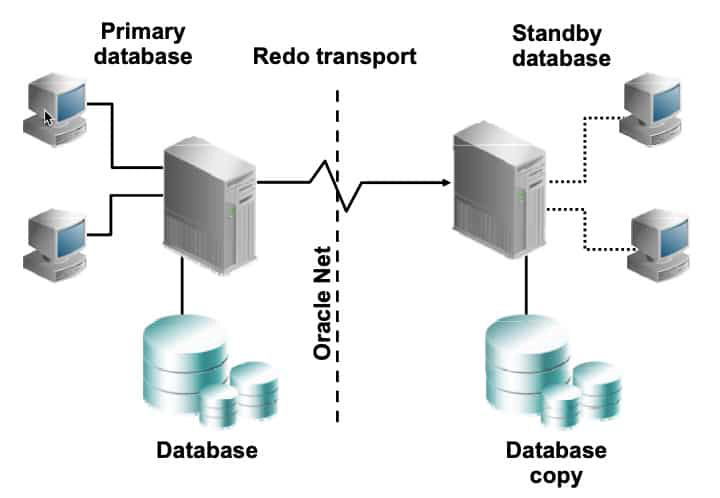 Primary
database
Redo transport
Standby
database
Oracle Net
Database
Database
copy